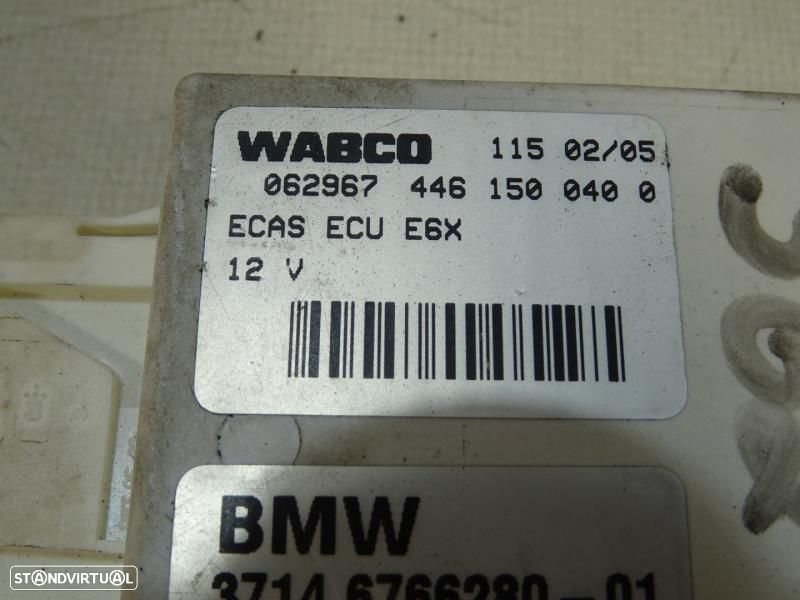 WABCO 115 02/05
062967 446 150 040 0
ECAS ECU E6X
12 V
BMW
3714 6766280-01
STANDVIRTUAL